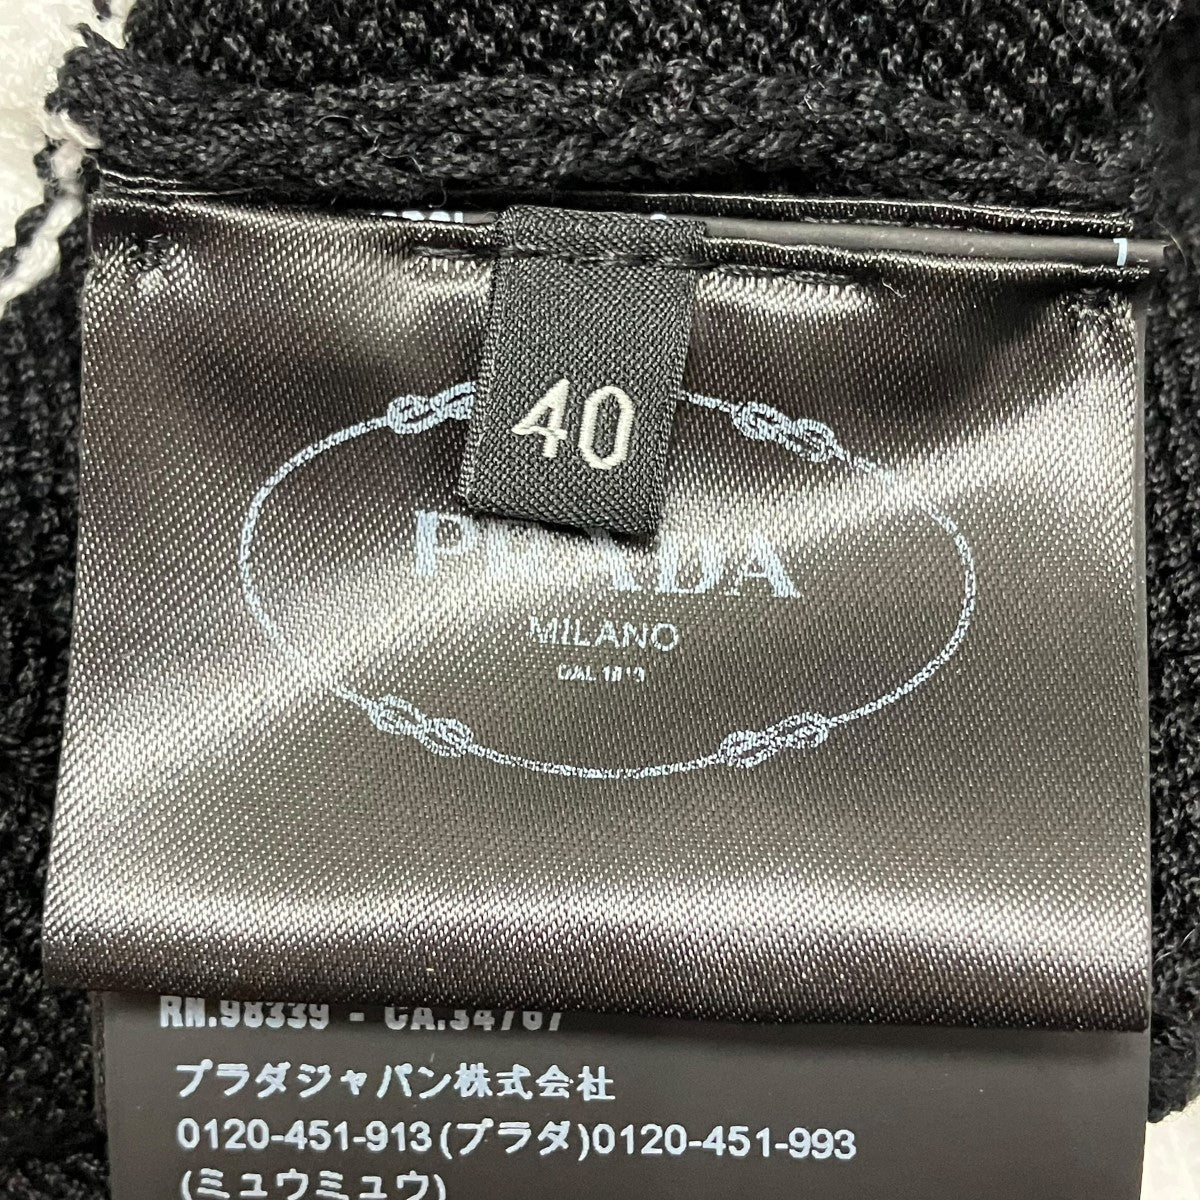 40
PRADA
MILANO
DAL 1913
RN.98339 - CA.34767
プラダジャパン株式会社
0120-451-913(プラダ)0120-451-993
(ミュウミュウ)